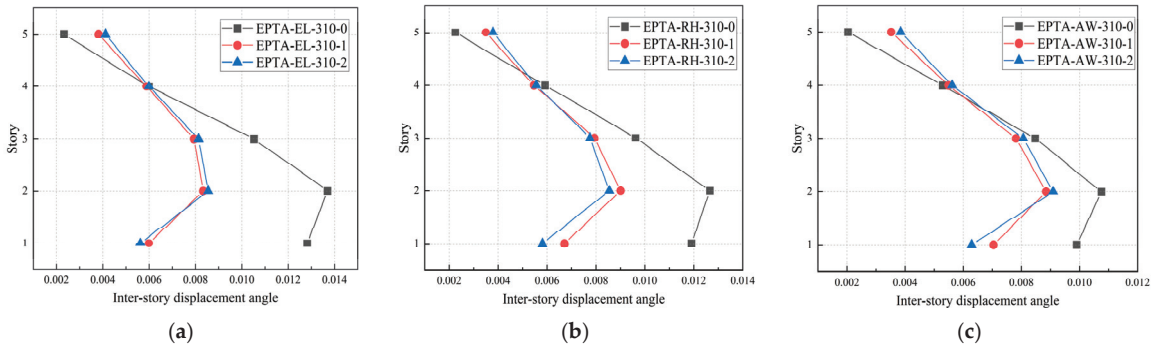 EPTA-EL-310-0
EPTA-EL-310-1
EPTA-EL-310-2
5
4
3
2
1
Story
0.002 0.004 0.006 0.008 0.010 0.012 0.014
Inter-story displacement angle
(a)
EPTA-RH-310-0
EPTA-RH-310-1
EPTA-RH-310-2
5
4
3
2
1
Story
0.002 0.004 0.006 0.008 0.010 0.012 0.014
Inter-story displacement angle
(b)
EPTA-AW-310-0
EPTA-AW-310-1
EPTA-AW-310-2
5
4
3
2
1
Story
0.002 0.004 0.006 0.008 0.010 0.012
Inter-story displacement angle
(c)